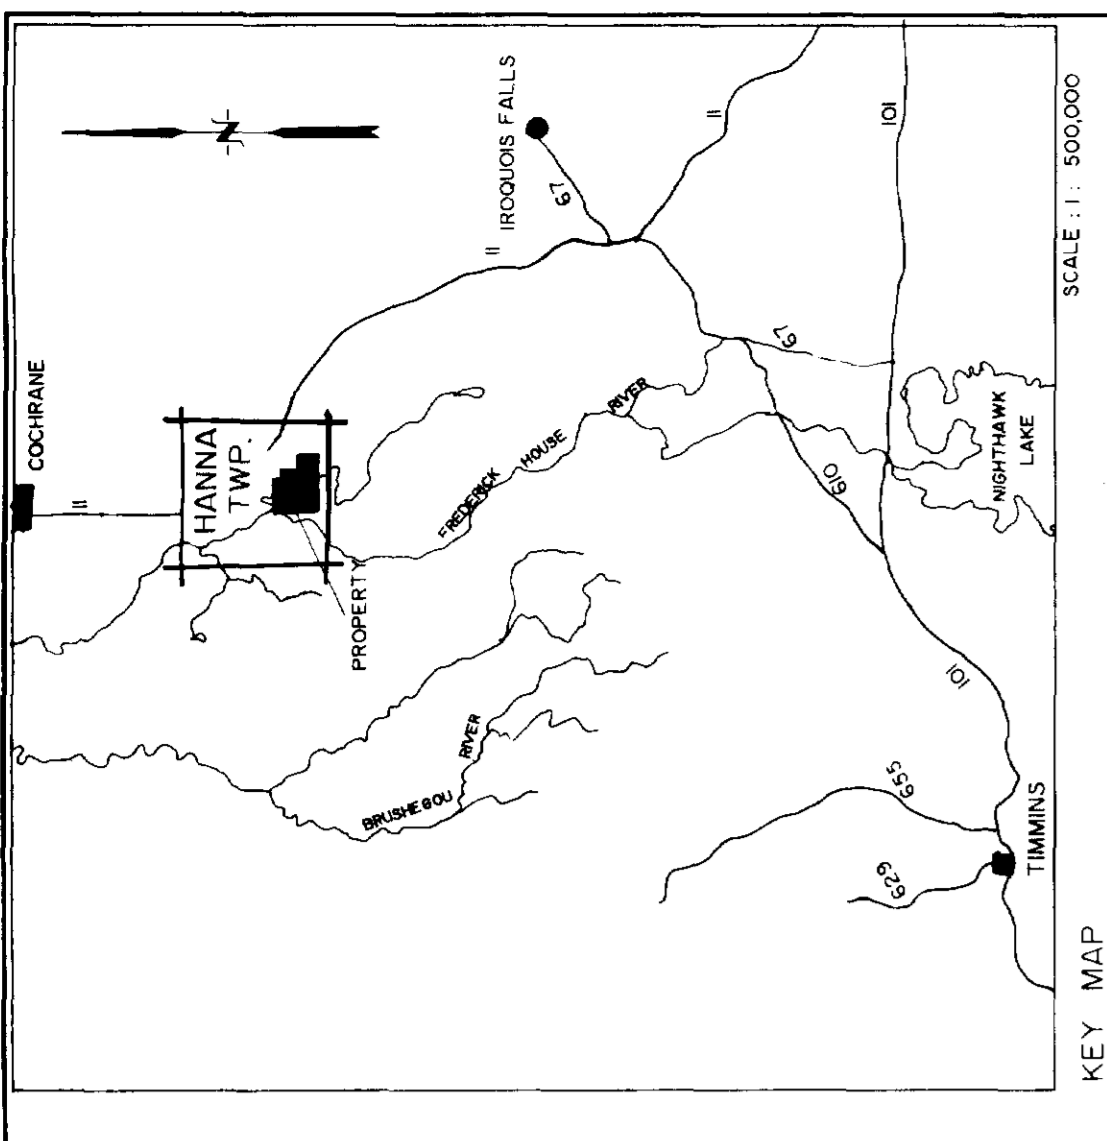 N
COCHRANE
11
HANNA
TWP.
PROPERTY
11
IROQUOIS FALLS
67
11
101
FREDERICK HOUSE RIVER
67
610
NIGHTHAWK
LAKE
BRUSHEGOU RIVER
101
655
629
TIMMINS
KEY MAP
SCALE : 1 : 500,000